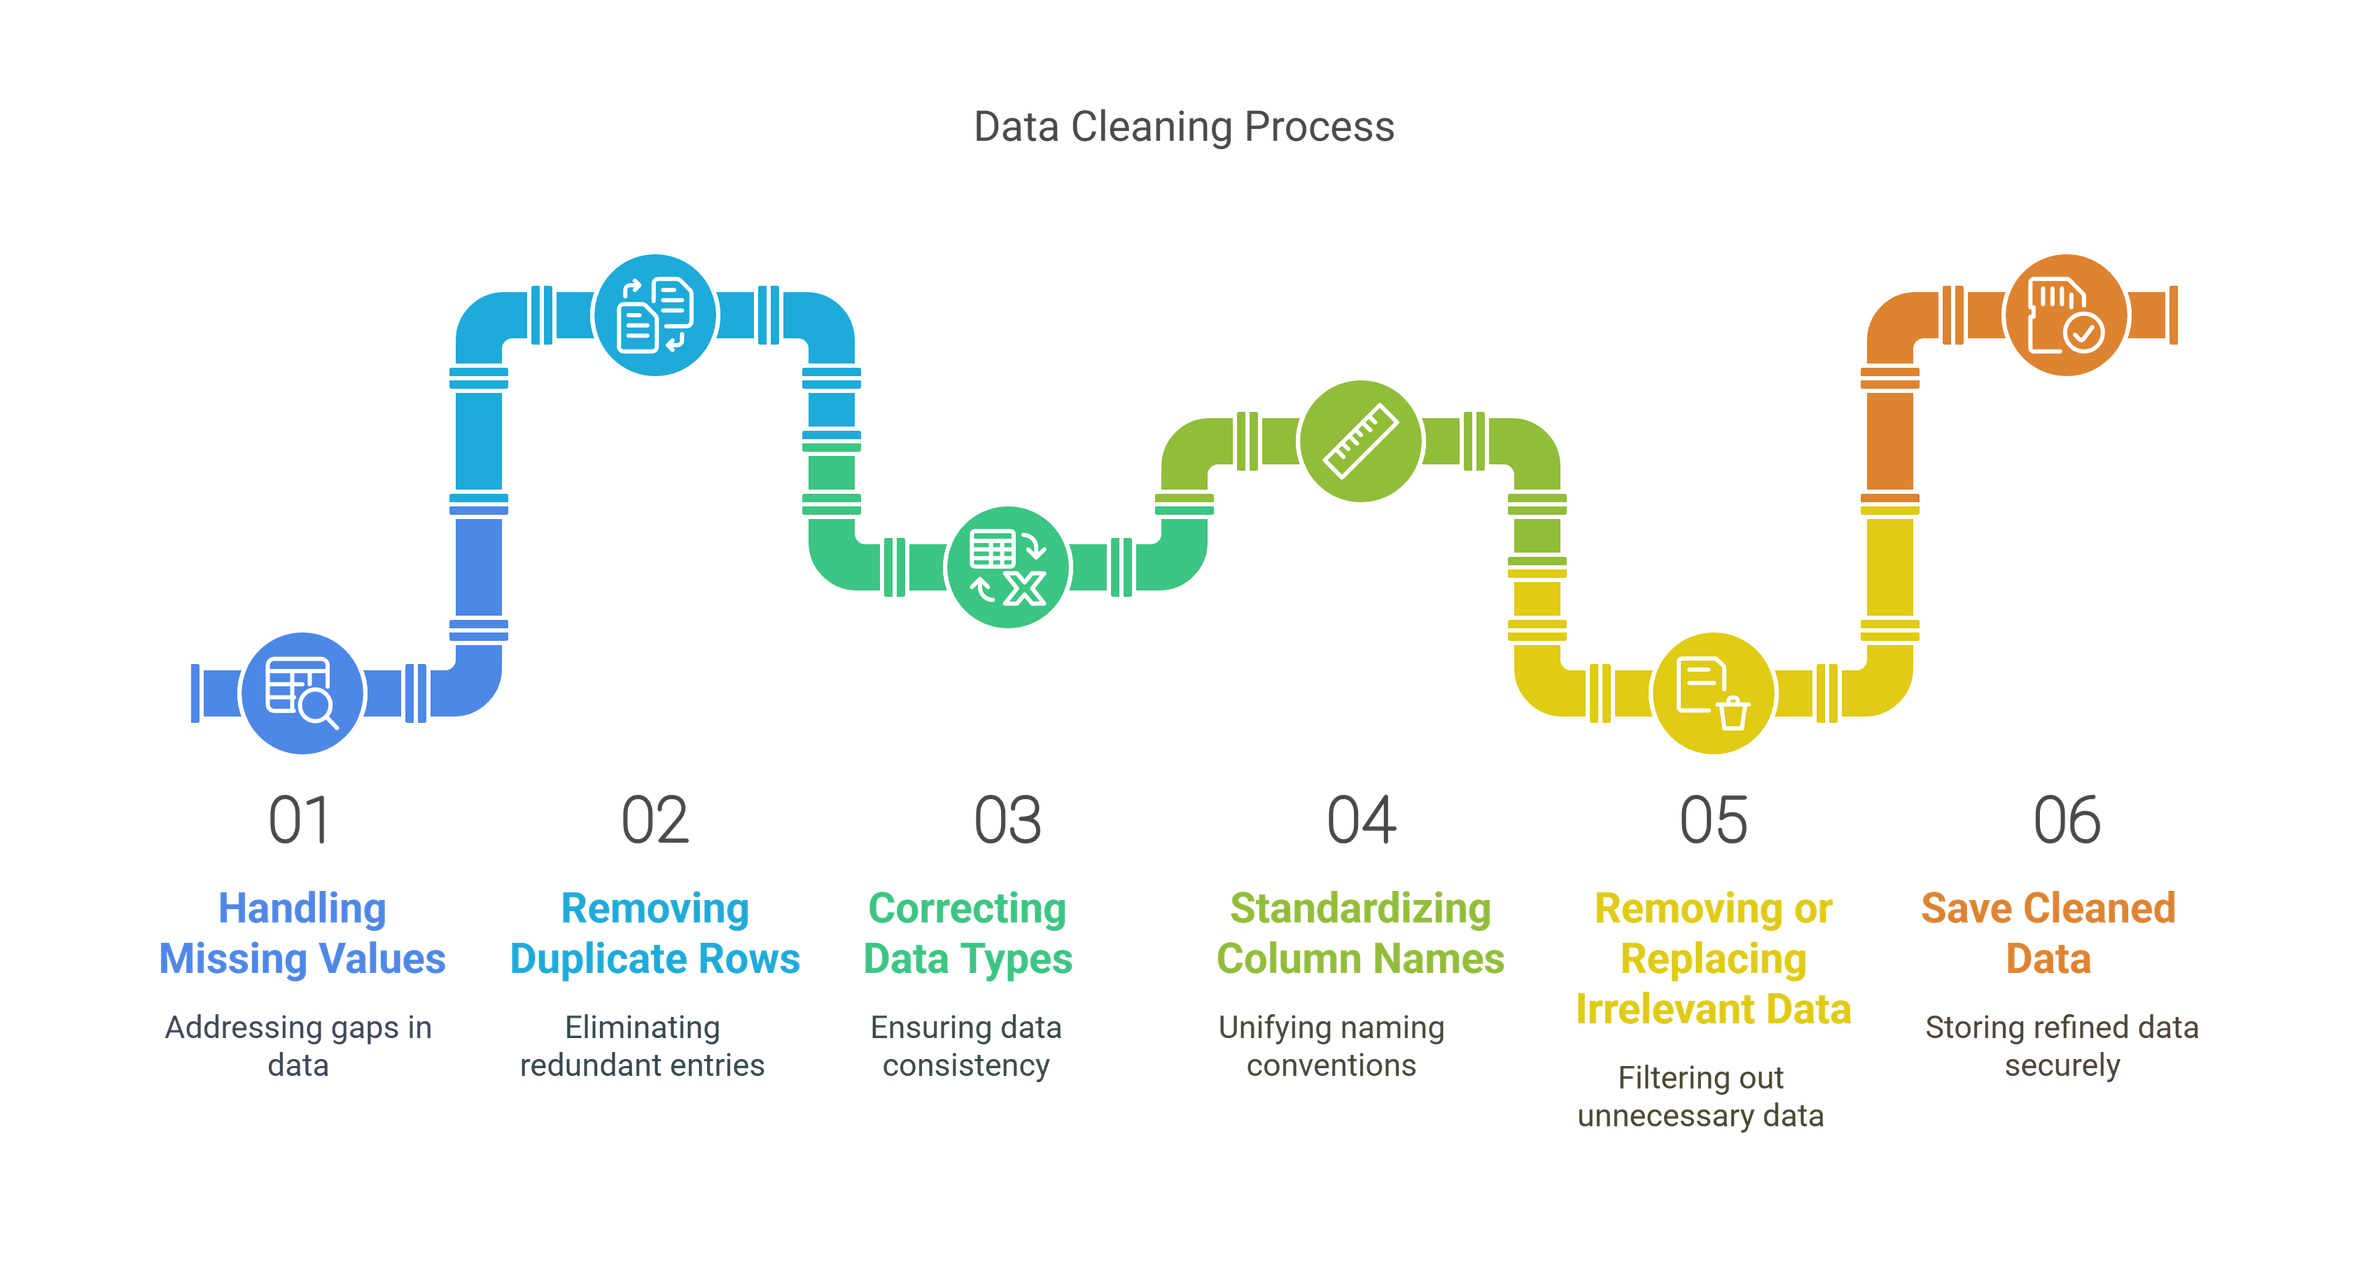 Data Cleaning Process
01
Handling
Missing Values
Addressing gaps in
data
02
Removing
Duplicate Rows
Eliminating
redundant entries
03
Correcting
Data Types
Ensuring data
consistency
04
Standardizing
Column Names
Unifying naming
conventions
05
Removing or
Replacing
Irrelevant Data
Filtering out
unnecessary data
06
Save Cleaned
Data
Storing refined data
securely